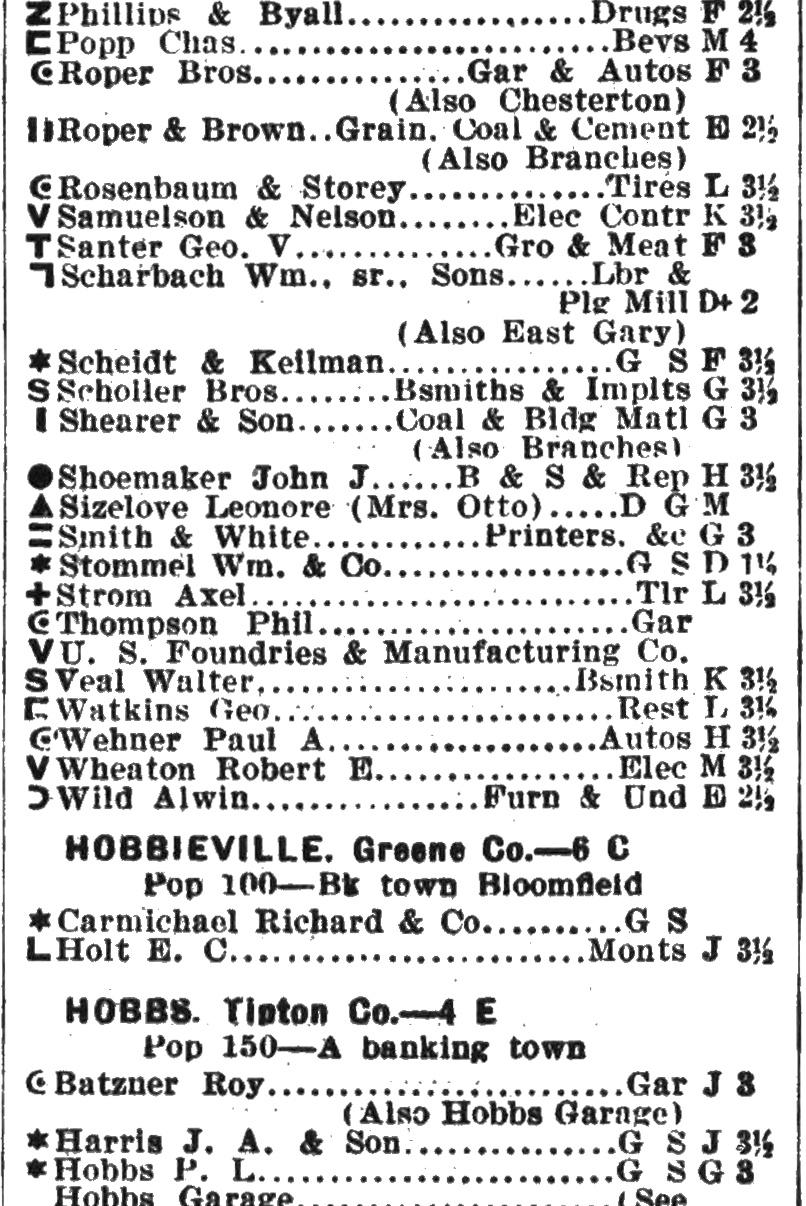 Phillips & Byall.................Drugs F 2½
Popp Chas..........................Bevs M 4
Roper Bros...............Gar & Autos F 3
(Also Chesterton)
Roper & Brown..Grain, Coal & Cement E 2½
(Also Branches)
Rosenbaum & Storey..............Tires L 3½
V Samuelson & Nelson........Elec Contr K 3½
T Santer Geo. V..............Gro & Meat F 3
Scharbach Wm., sr., Sons......Lbr &
Plg Mill D+ 2
(Also East Gary)
* Scheidt & Kellman................G S F 3½
S Scholler Bros........Bsmiths & Implts G 3½
Shearer & Son.......Coal & Bldg Matl G 3
(Also Branches)
● Shoemaker John J......B & S & Rep H 3½
▲ Sizelove Leonore (Mrs. Otto).....D G M
= Smith & White............Printers, &c G 3
* Stommel Wm. & Co.................G S D 1¼
+ Strom Axel...........................Tlr L 3½
Thompson Phil......................Gar
V U. S. Foundries & Manufacturing Co.
S Veal Walter.......................Bsmith K 3½
Watkins Geo........................Rest L 3¼
Wehner Paul A...................Autos H 3½
V Wheaton Robert E.................Elec M 3½
Wild Alwin................Furn & Und E 2½
HOBBIEVILLE, Greene Co.—6 C
Pop 100—Bk town Bloomfield
* Carmichael Richard & Co..........G S
L Holt E. C.........................Monts J 3½
HOBBS, Tipton Co.—4 E
Pop 150—A banking town
Batzner Roy.........................Gar J 3
(Also Hobbs Garage)
* Harris J. A. & Son...............G S J 3½
* Hobbs P. L.........................G S G 3
Hobbs Garage.......................(See